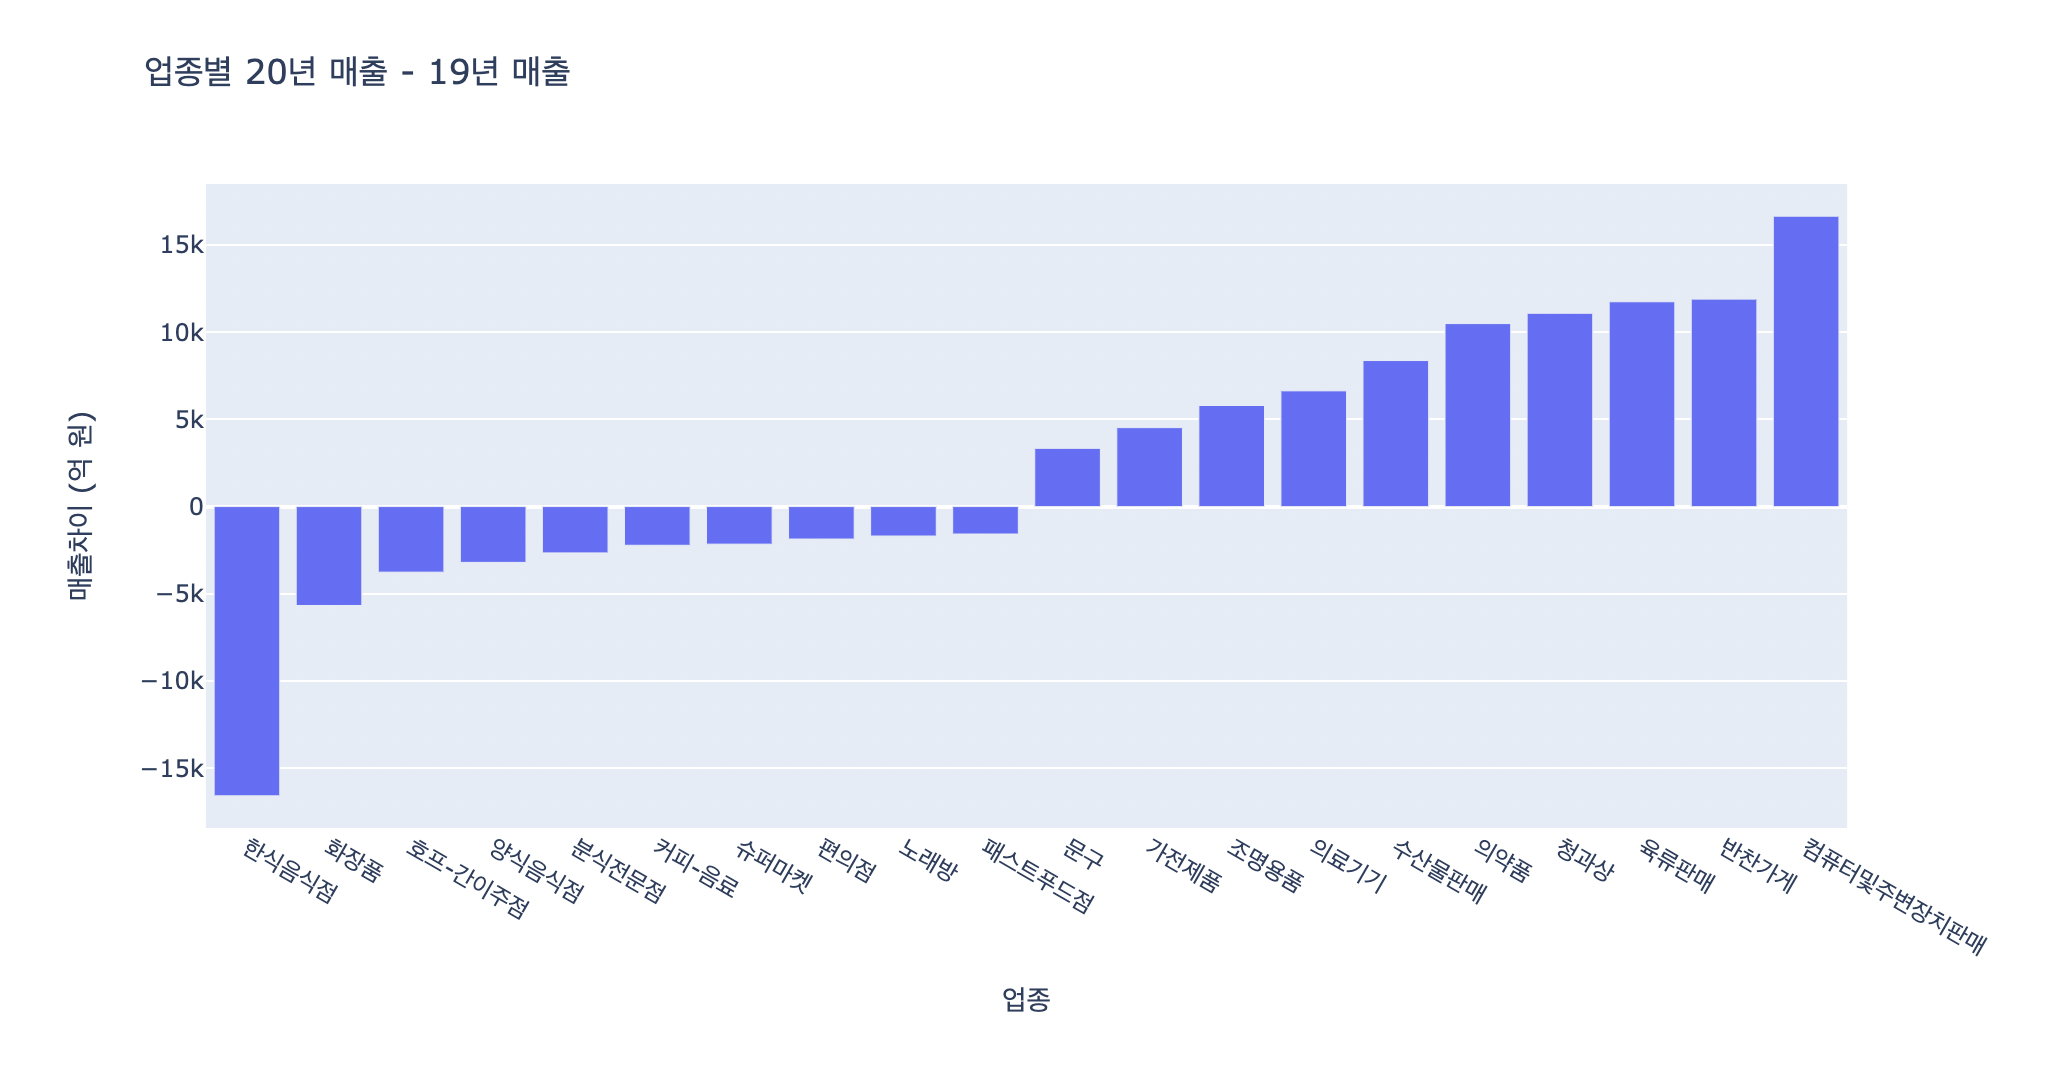 업종별 20년 매출 - 19년 매출
15k
10k
5k
0
−5k
−10k
−15k
매출차이 (억 원)
한식음식점
화장품
호프-간이주점
양식음식점
분식전문점
커피-음료
슈퍼마켓
편의점
노래방
패스트푸드점
문구
가전제품
조명용품
의료기기
수산물판매
의약품
청과상
육류판매
반찬가게
컴퓨터및주변장치판매
업종